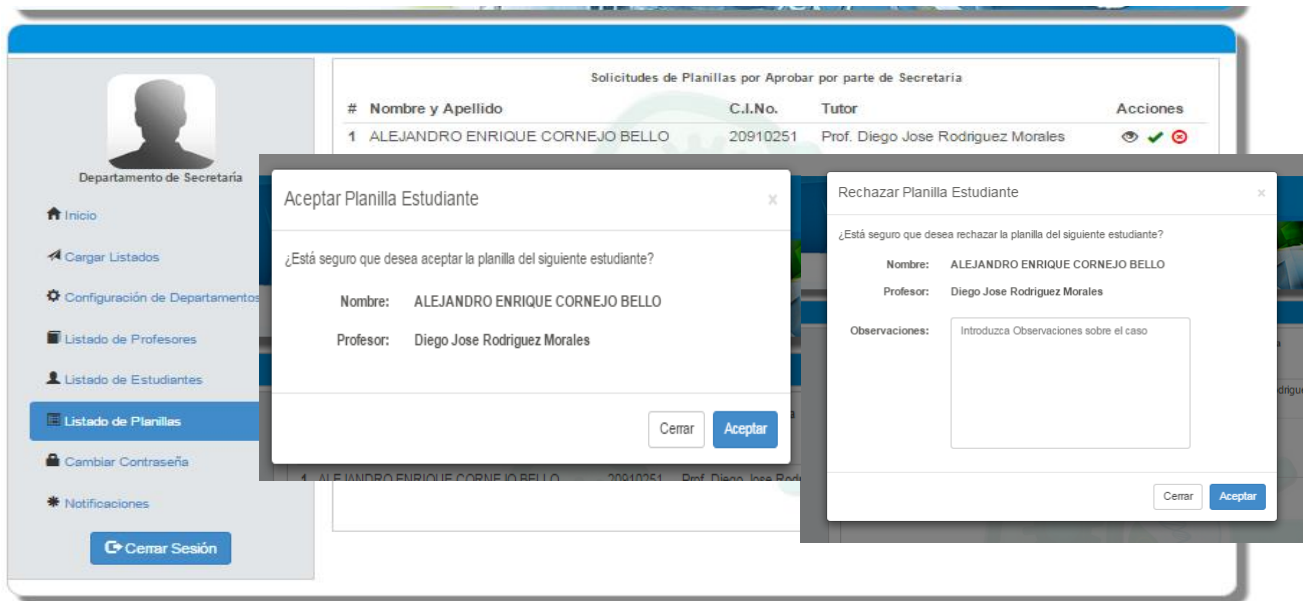 Solicitudes de Planillas por Aprobar por parte de Secretaria
# Nombre y Apellido C.I.No. Tutor Acciones
1 ALEJANDRO ENRIQUE CORNEJO BELLO 20910251 Prof. Diego Jose Rodriguez Morales
Departamento de Secretaría
Inicio
Cargar Listados
Configuración de Departamentos
Listado de Profesores
Listado de Estudiantes
Listado de Planillas
Cambiar Contraseña
Notificaciones
Cerrar Sesión
Aceptar Planilla Estudiante x
¿Está seguro que desea aceptar la planilla del siguiente estudiante?
Nombre: ALEJANDRO ENRIQUE CORNEJO BELLO
Profesor: Diego Jose Rodriguez Morales
Cerrar Aceptar
1 ALEJANDRO ENRIQUE CORNEJO BELLO 20910251 Prof. Diego Jose
Rechazar Planilla Estudiante x
¿Está seguro que desea rechazar la planilla del siguiente estudiante?
Nombre: ALEJANDRO ENRIQUE CORNEJO BELLO
Profesor: Diego Jose Rodriguez Morales
Observaciones: Introduzca Observaciones sobre el caso
Cerrar Aceptar